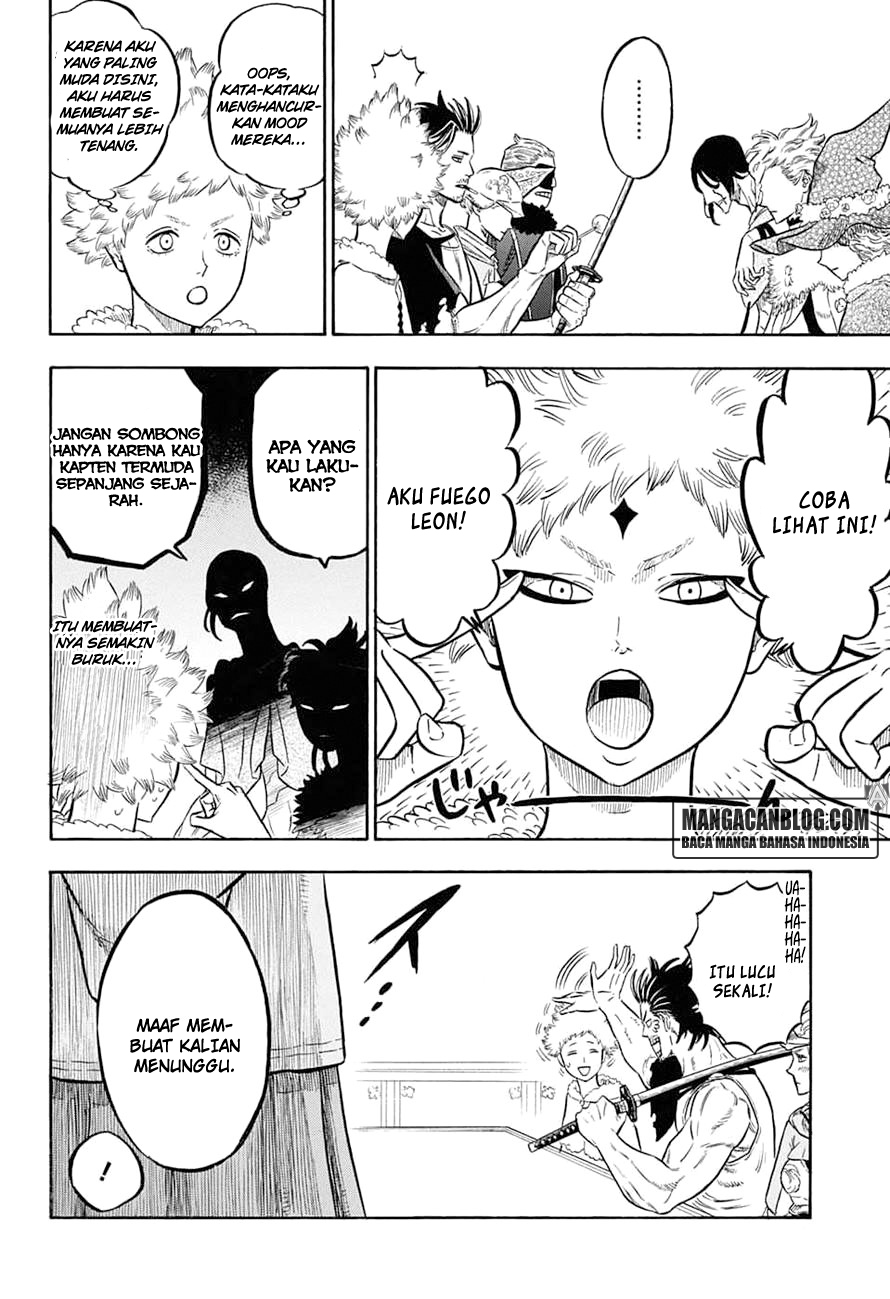 ..........
OOPS,
KATA-KATAKU
MENGHANCUR-
KAN MOOD
MEREKA...
KARENA AKU
YANG PALING
MUDA DISINI,
AKU HARUS
MEMBUAT SE-
MUANYA LEBIH
TENANG.
COBA
LIHAT INI!
AKU FUEGO
LEON!
じゃーん
APA YANG
KAU LAKU-
KAN?
JANGAN SOMBONG
HANYA KARENA KAU
KAPTEN TERMUDA
SEPANJANG SEJA-
RAH.
ITU MEMBUAT-
NYA SEMAKIN
BURUK...
MANGACANBLOG.COM
BACA MANGA BAHASA INDONESIA
UA-
HA-
HA-
HA-
HA!
ITU LUCU
SEKALI!
MAAF MEM-
BUAT KALIAN
MENUNGGU.
!